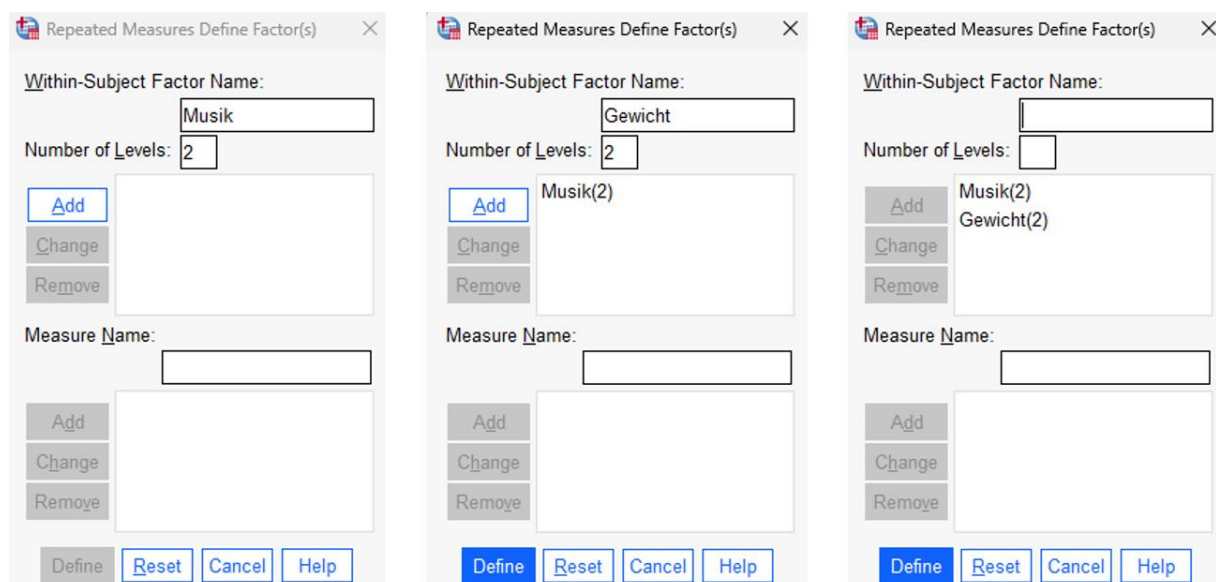 Repeated Measures Define Factor(s)
Within-Subject Factor Name:
Musik
Number of Levels: 2
Add
Change
Remove
Measure Name:
Add
Change
Remove
Define Reset Cancel Help
Repeated Measures Define Factor(s)
Within-Subject Factor Name:
Gewicht
Number of Levels: 2
Add
Change
Remove
Musik(2)
Measure Name:
Add
Change
Remove
Define Reset Cancel Help
Repeated Measures Define Factor(s)
Within-Subject Factor Name:
Number of Levels:
Add
Change
Remove
Musik(2)
Gewicht(2)
Measure Name:
Add
Change
Remove
Define Reset Cancel Help